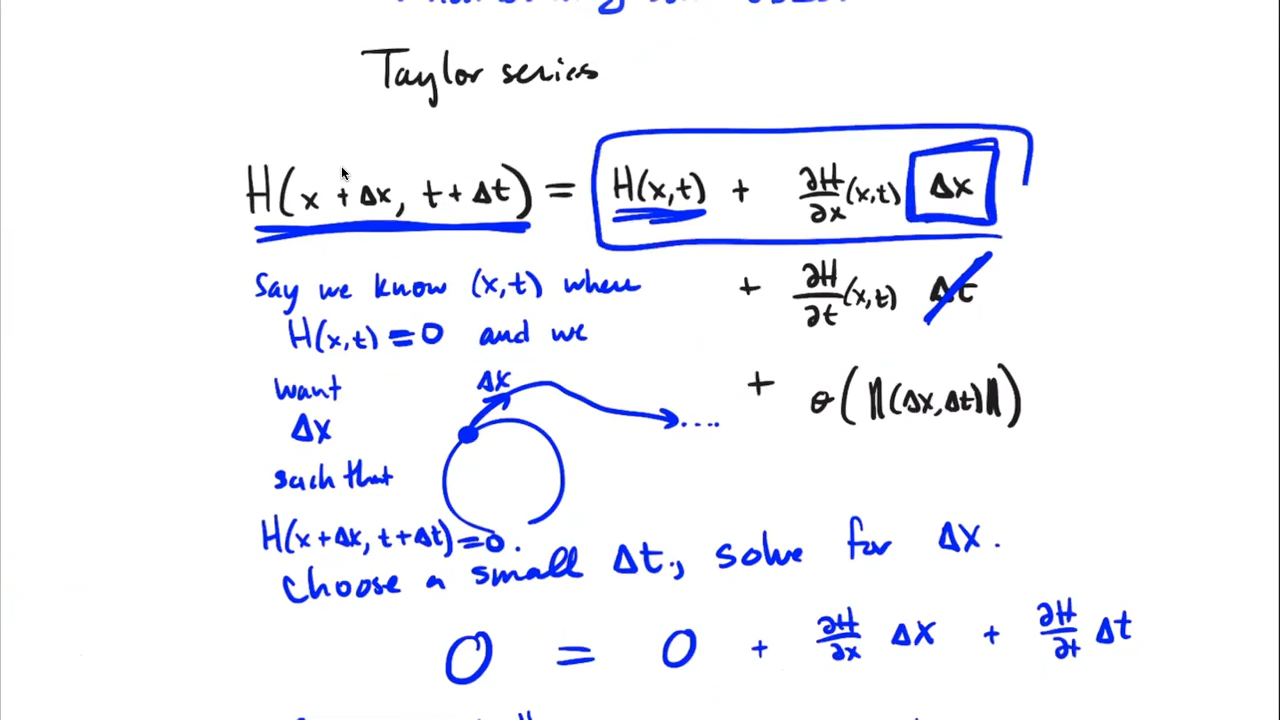 Taylor series
H(x + Δx, t + Δt) = H(x,t) + ∂H/∂x (x,t) Δx
+ ∂H/∂t (x,t) Δt
+ o(‖(Δx,Δt)‖)
Say we know (x,t) where
H(x,t) = 0 and we
want
Δx
such that
H(x+Δx, t+Δt) = 0.
Δx
....
Choose a small Δt, solve for Δx.
0 = 0 + ∂H/∂x Δx + ∂H/∂t Δt